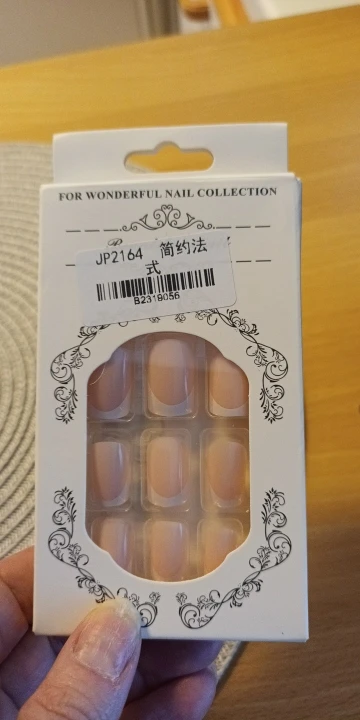 FOR WONDERFUL NAIL COLLECTION
JP2164 简约法
式
B2319056